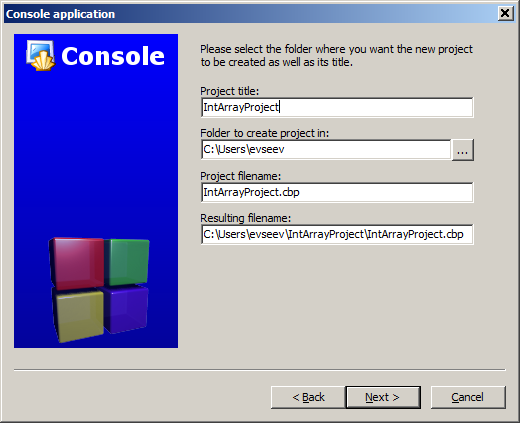 Console application
Console
Please select the folder where you want the new project
to be created as well as its title.
Project title:
IntArrayProject
Folder to create project in:
C:\Users\evseev
...
Project filename:
IntArrayProject.cbp
Resulting filename:
C:\Users\evseev\IntArrayProject\IntArrayProject.cbp
< Back
Next >
Cancel